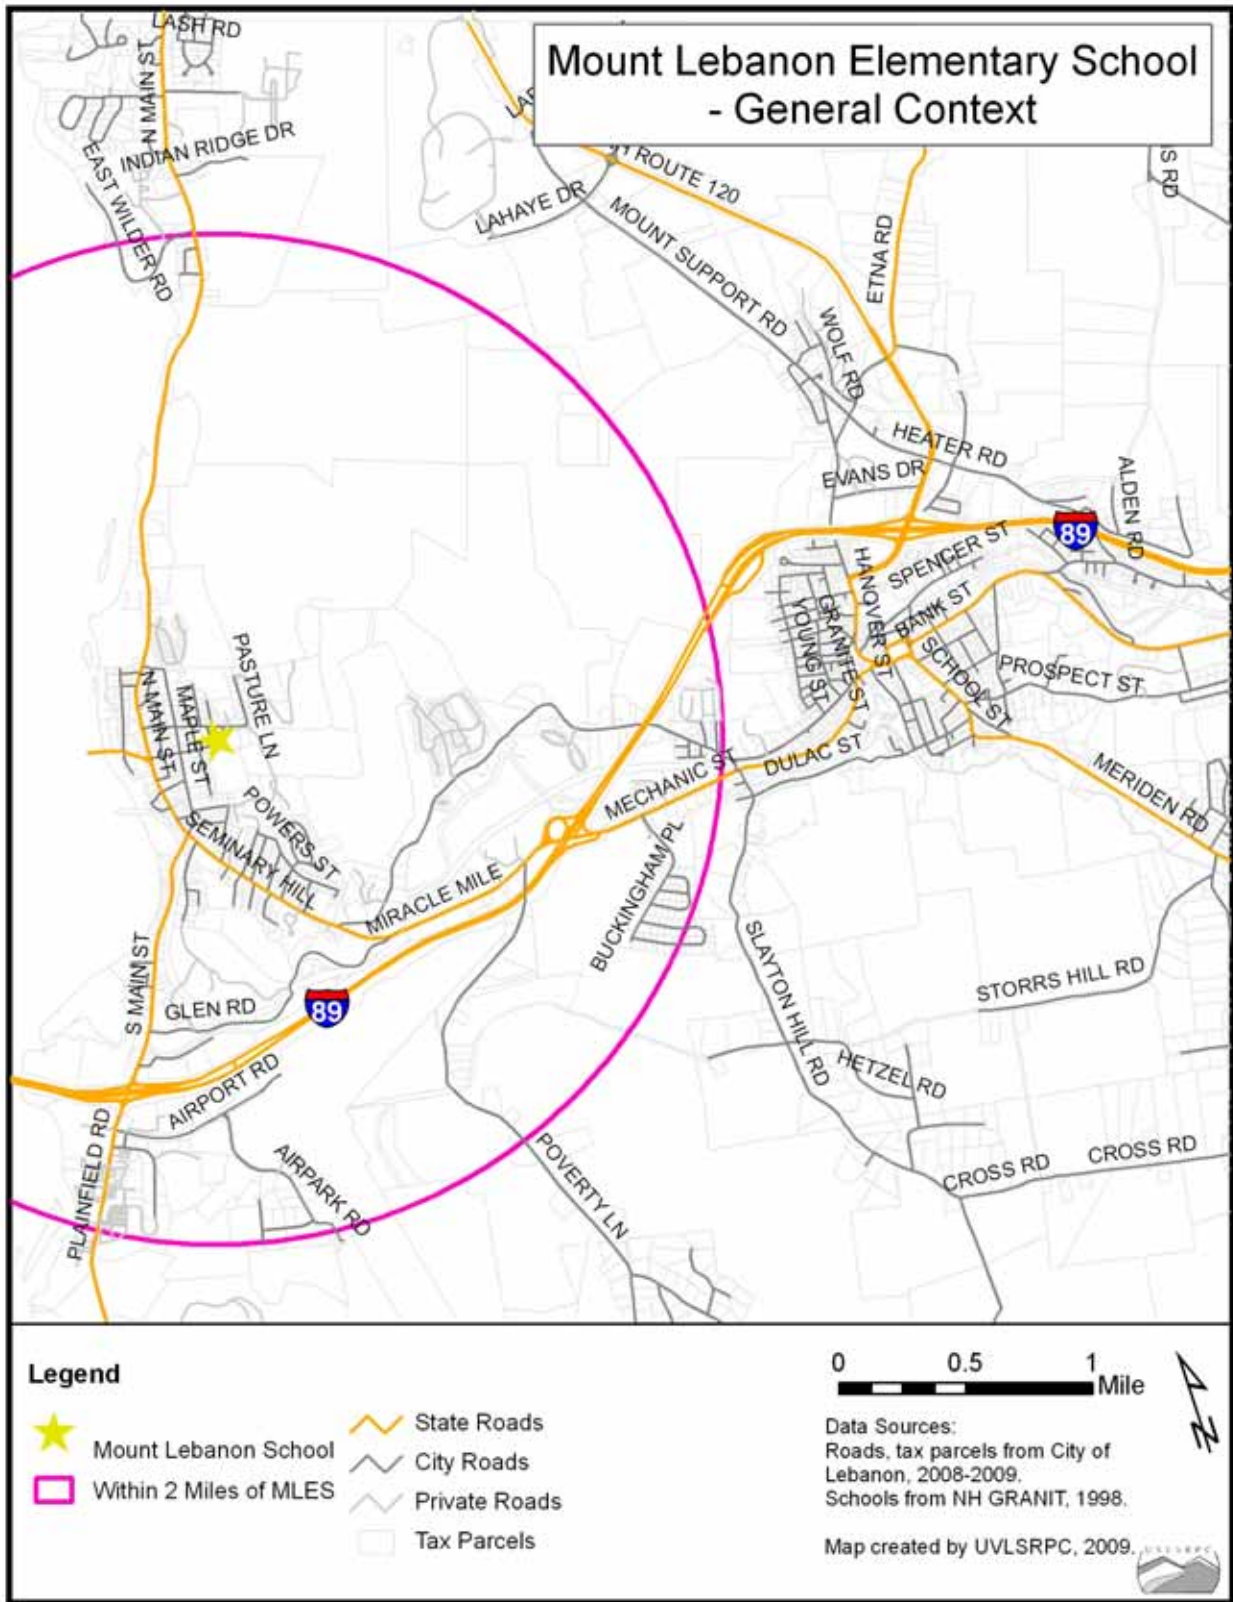 Mount Lebanon Elementary School
- General Context
LASH RD
N MAIN ST
INDIAN RIDGE DR
EAST WILDER RD
LAHAYE DR
ROUTE 120
MOUNT SUPPORT RD
ETNA RD
WOLF RD
HEATER RD
EVANS DR
ALDEN RD
89
SPENCER ST
HANOVER ST
BANK ST
GRANITE ST
YOUNG ST
SCHOOL ST
PROSPECT ST
PASTURE LN
MAPLE ST
N MAIN ST
DULAC ST
MECHANIC ST
MERIDEN RD
POWERS ST
SEMINARY HILL
MIRACLE MILE
BUCKINGHAM PL
S MAIN ST
SLAYTON HILL RD
STORRS HILL RD
GLEN RD
89
HETZEL RD
AIRPORT RD
PLAINFIELD RD
AIRPARK RD
POVERTY LN
CROSS RD
CROSS RD
Legend
Mount Lebanon School
Within 2 Miles of MLES
State Roads
City Roads
Private Roads
Tax Parcels
0 0.5 1
Mile
N
Data Sources:
Roads, tax parcels from City of
Lebanon, 2008-2009.
Schools from NH GRANIT, 1998.
Map created by UVLSRPC, 2009.
UVLSRPC